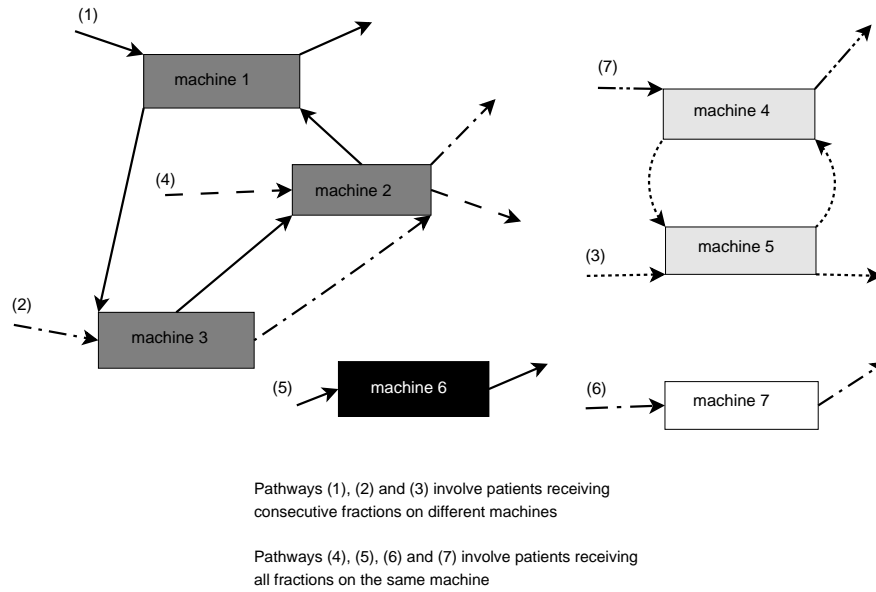 (1)
machine 1
(7)
machine 4
(4)
machine 2
(3)
machine 5
(2)
machine 3
(5)
machine 6
(6)
machine 7
Pathways (1), (2) and (3) involve patients receiving
consecutive fractions on different machines
Pathways (4), (5), (6) and (7) involve patients receiving
all fractions on the same machine